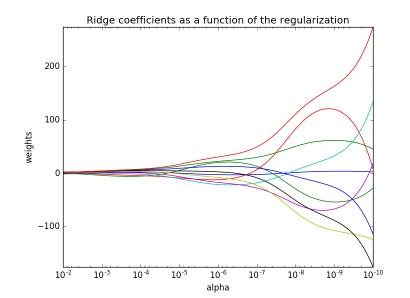 Ridge coefficients as a function of the regularization
200
100
0
−100
weights
10⁻² 10⁻³ 10⁻⁴ 10⁻⁵ 10⁻⁶ 10⁻⁷ 10⁻⁸ 10⁻⁹ 10⁻¹⁰
alpha